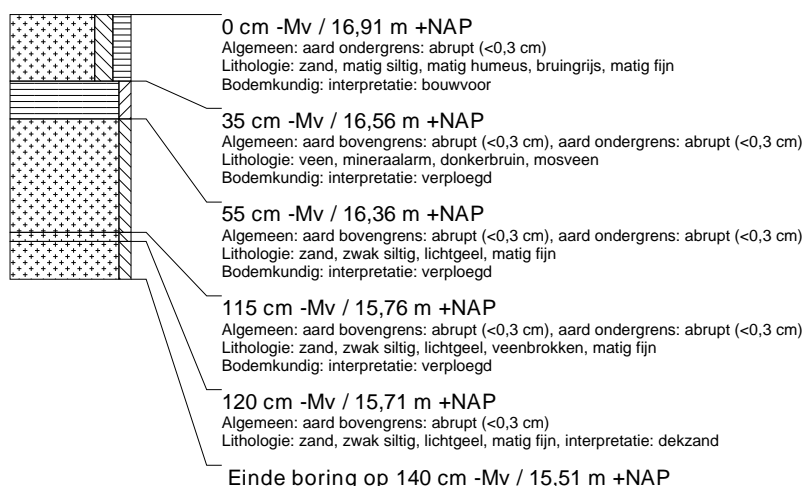 0 cm -Mv / 16,91 m +NAP
Algemeen: aard ondergrens: abrupt (<0,3 cm)
Lithologie: zand, matig siltig, matig humeus, bruingrijs, matig fijn
Bodemkundig: interpretatie: bouwvoor
35 cm -Mv / 16,56 m +NAP
Algemeen: aard bovengrens: abrupt (<0,3 cm), aard ondergrens: abrupt (<0,3 cm)
Lithologie: veen, mineraalarm, donkerbruin, mosveen
Bodemkundig: interpretatie: verploegd
55 cm -Mv / 16,36 m +NAP
Algemeen: aard bovengrens: abrupt (<0,3 cm), aard ondergrens: abrupt (<0,3 cm)
Lithologie: zand, zwak siltig, lichtgeel, matig fijn
Bodemkundig: interpretatie: verploegd
115 cm -Mv / 15,76 m +NAP
Algemeen: aard bovengrens: abrupt (<0,3 cm), aard ondergrens: abrupt (<0,3 cm)
Lithologie: zand, zwak siltig, lichtgeel, veenbrokken, matig fijn
Bodemkundig: interpretatie: verploegd
120 cm -Mv / 15,71 m +NAP
Algemeen: aard bovengrens: abrupt (<0,3 cm)
Lithologie: zand, zwak siltig, lichtgeel, matig fijn, interpretatie: dekzand
Einde boring op 140 cm -Mv / 15,51 m +NAP